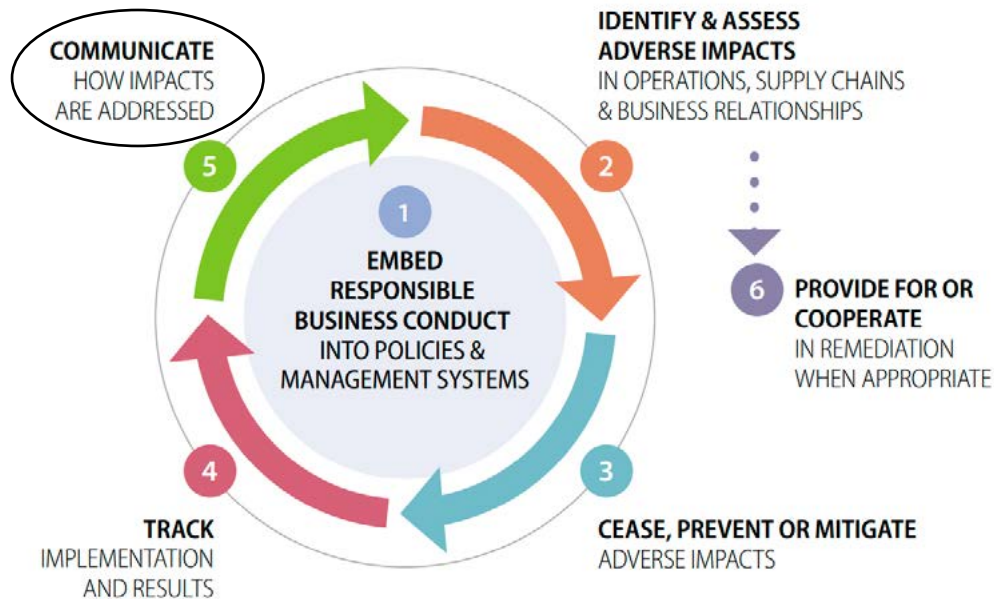 1
EMBED
RESPONSIBLE
BUSINESS CONDUCT
INTO POLICIES &
MANAGEMENT SYSTEMS
2
IDENTIFY & ASSESS
ADVERSE IMPACTS
IN OPERATIONS, SUPPLY CHAINS
& BUSINESS RELATIONSHIPS
3
CEASE, PREVENT OR MITIGATE
ADVERSE IMPACTS
4
TRACK
IMPLEMENTATION
AND RESULTS
5
COMMUNICATE
HOW IMPACTS
ARE ADDRESSED
6
PROVIDE FOR OR
COOPERATE
IN REMEDIATION
WHEN APPROPRIATE